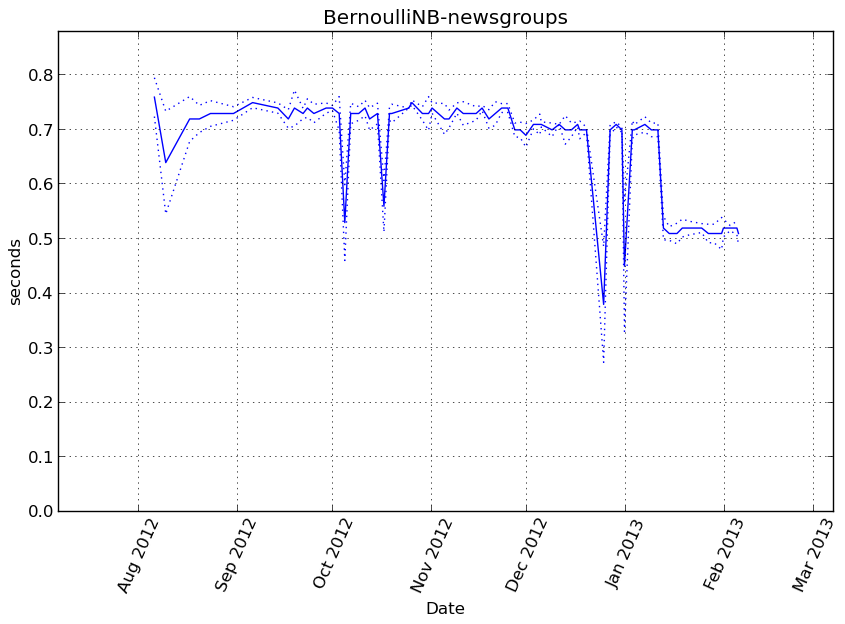 BernoulliNB-newsgroups
0.8
0.7
0.6
0.5
0.4
0.3
0.2
0.1
0.0
seconds
Aug 2012
Sep 2012
Oct 2012
Nov 2012
Dec 2012
Jan 2013
Feb 2013
Mar 2013
Date